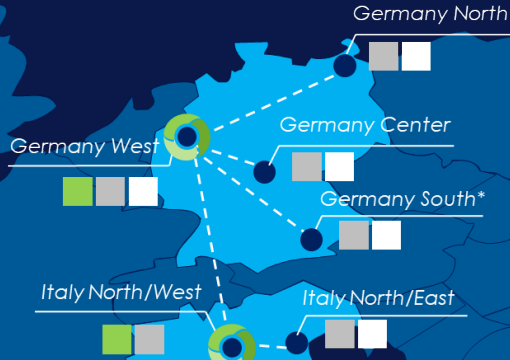 Germany North
Germany Center
Germany West
Germany South*
Italy North/West
Italy North/East